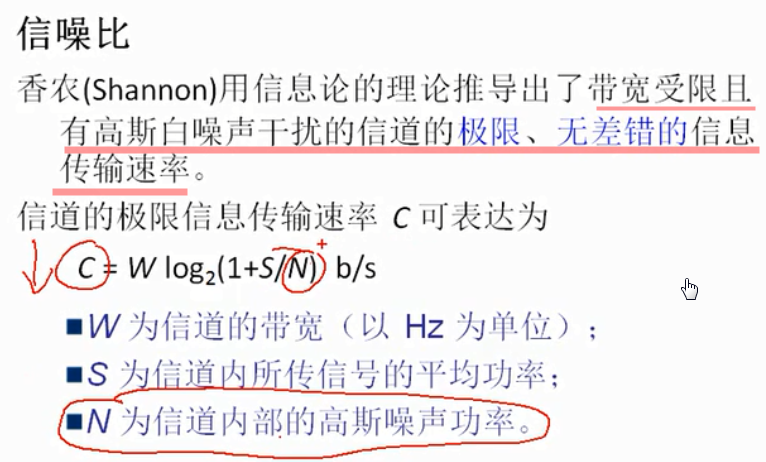 信噪比
香农(Shannon)用信息论的理论推导出了带宽受限且
有高斯白噪声干扰的信道的极限、无差错的信息
传输速率。
信道的极限信息传输速率 C 可表达为
C = W log₂(1+S/N) b/s
■W 为信道的带宽（以 Hz 为单位）；
■S 为信道内所传信号的平均功率；
■N 为信道内部的高斯噪声功率。